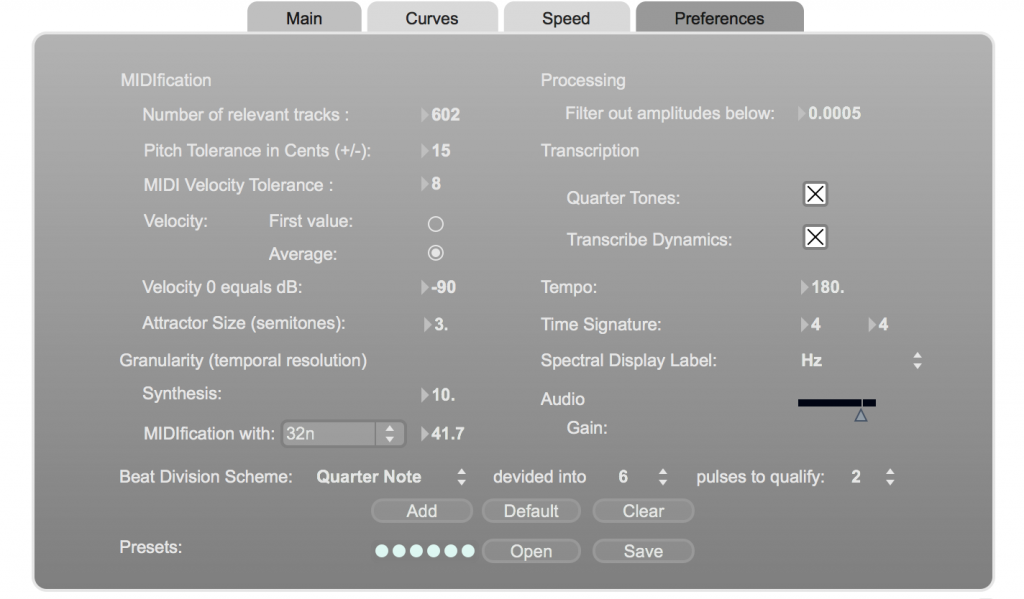 Main Curves Speed Preferences
MIDIfication
Number of relevant tracks : 602
Pitch Tolerance in Cents (+/-): 15
MIDI Velocity Tolerance : 8
Velocity: First value:
Average:
Velocity 0 equals dB: -90
Attractor Size (semitones): 3.
Granularity (temporal resolution)
Synthesis: 10.
MIDIfication with: 32n 41.7
Processing
Filter out amplitudes below: 0.0005
Transcription
Quarter Tones:
Transcribe Dynamics:
Tempo: 180.
Time Signature: 4 4
Spectral Display Label: Hz
Audio
Gain:
Beat Division Scheme: Quarter Note devided into 6 pulses to qualify: 2
Add Default Clear
Presets: Open Save